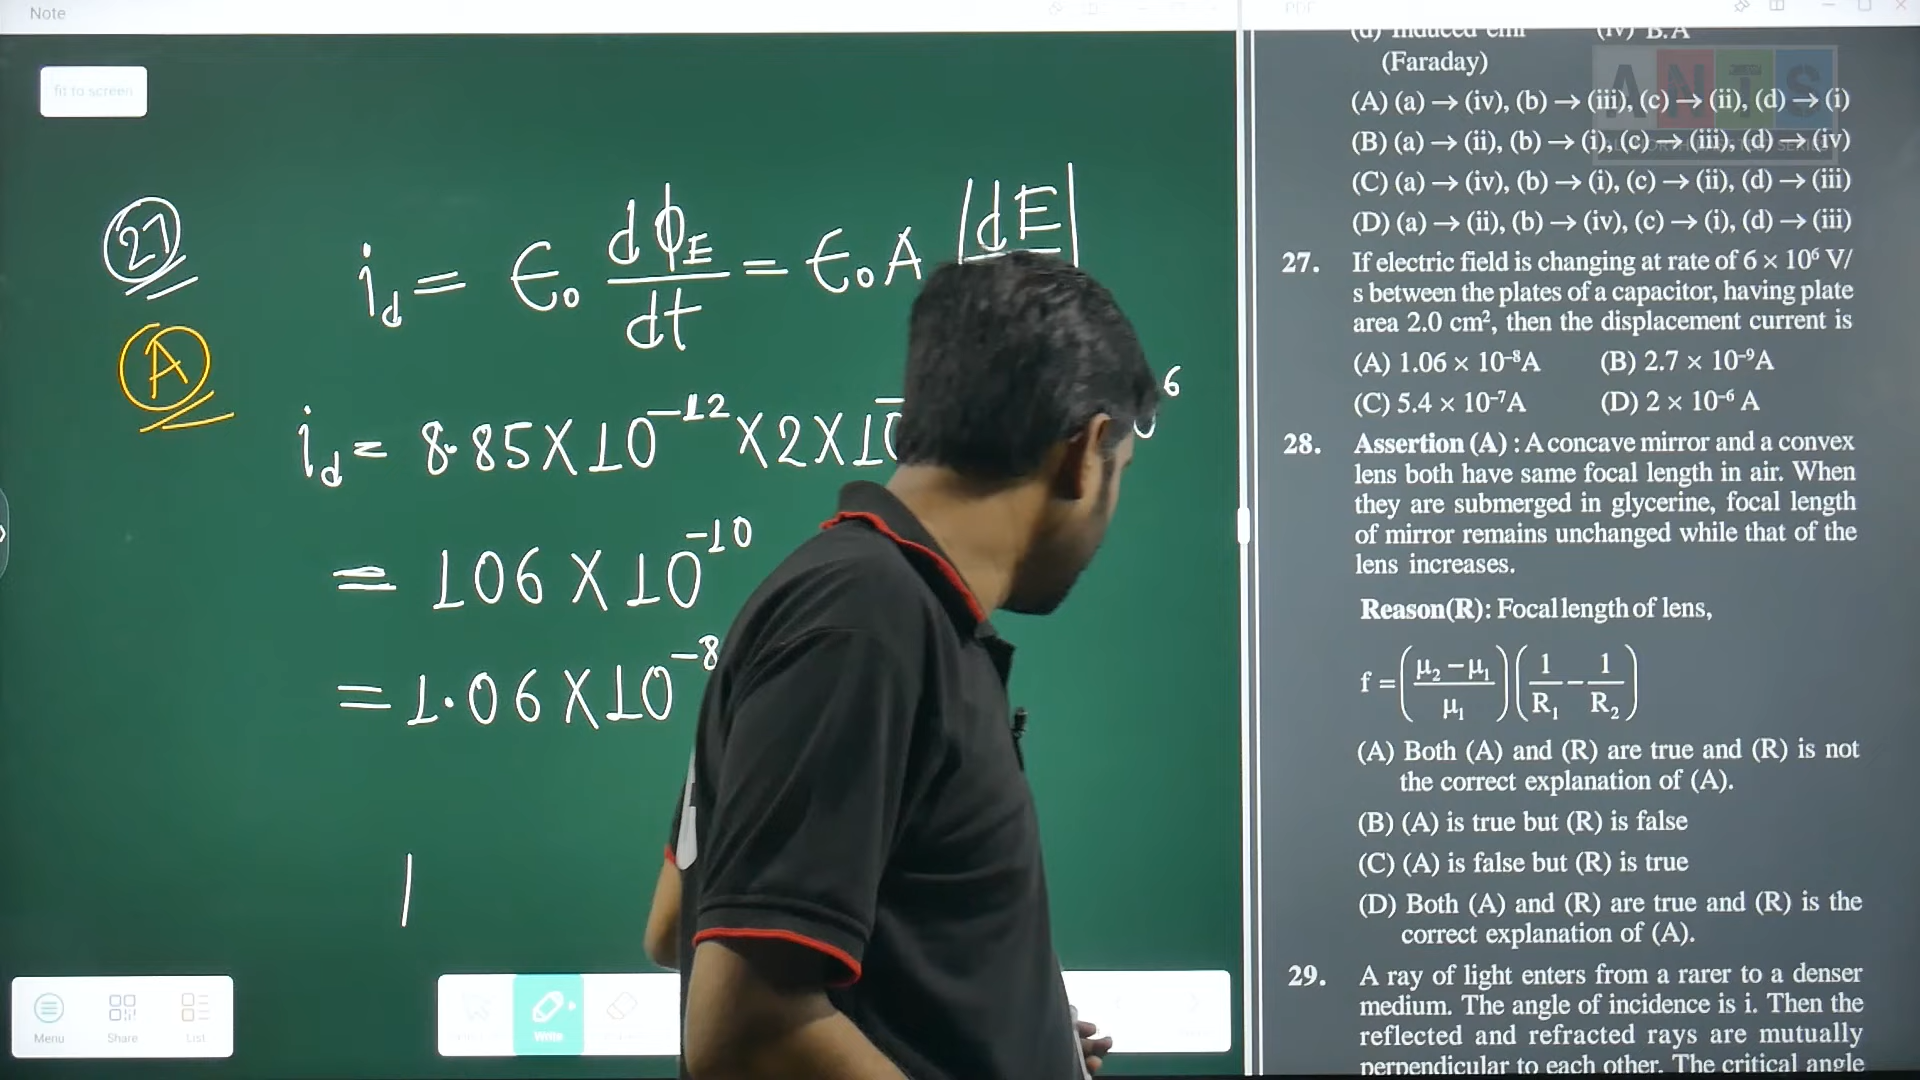 Note
PDF
fit to screen
27
A
i_d = ε₀ dϕ_E/dt = ε₀ A |dE
i_d = 8.85 X 10⁻¹² X 2 X 10⁻
6
= 106 X 10⁻¹⁰
= 1.06 X 10⁻⁸
Menu
Share
List
Write
(d) Induced emf (iv) B.A
(Faraday)
(A) (a) → (iv), (b) → (iii), (c) → (ii), (d) → (i)
(B) (a) → (ii), (b) → (i), (c) → (iii), (d) → (iv)
(C) (a) → (iv), (b) → (i), (c) → (ii), (d) → (iii)
(D) (a) → (ii), (b) → (iv), (c) → (i), (d) → (iii)
ANTS
27. If electric field is changing at rate of 6 × 10⁶ V/
s between the plates of a capacitor, having plate
area 2.0 cm², then the displacement current is
(A) 1.06 × 10⁻⁸A (B) 2.7 × 10⁻⁹A
(C) 5.4 × 10⁻⁷A (D) 2 × 10⁻⁶ A
28. Assertion (A) : A concave mirror and a convex
lens both have same focal length in air. When
they are submerged in glycerine, focal length
of mirror remains unchanged while that of the
lens increases.
Reason(R): Focal length of lens,
f = ((μ₂ − μ₁)/μ₁)(1/R₁ − 1/R₂)
(A) Both (A) and (R) are true and (R) is not
the correct explanation of (A).
(B) (A) is true but (R) is false
(C) (A) is false but (R) is true
(D) Both (A) and (R) are true and (R) is the
correct explanation of (A).
29. A ray of light enters from a rarer to a denser
medium. The angle of incidence is i. Then the
reflected and refracted rays are mutually
perpendicular to each other. The critical angle